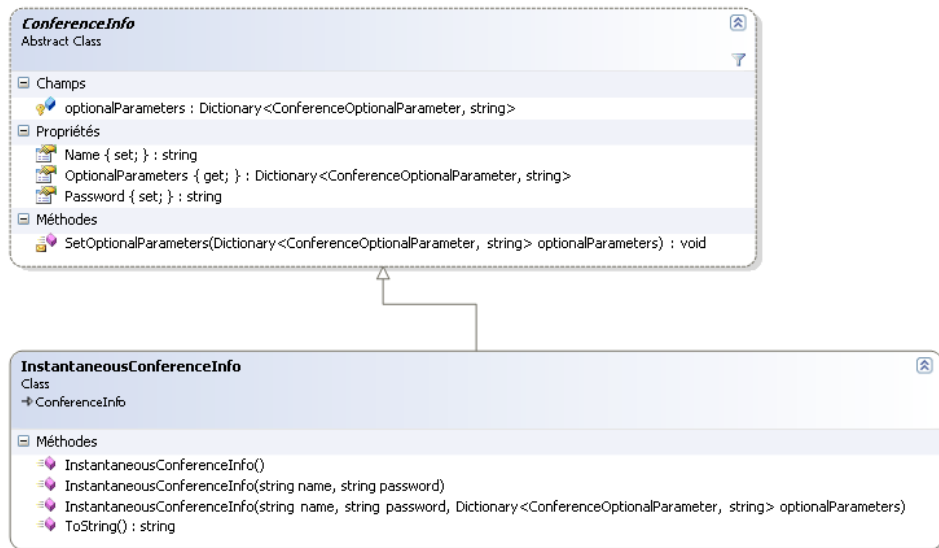 ConferenceInfo
Abstract Class
Champs
optionalParameters : Dictionary<ConferenceOptionalParameter, string>
Propriétés
Name { set; } : string
OptionalParameters { get; } : Dictionary<ConferenceOptionalParameter, string>
Password { set; } : string
Méthodes
SetOptionalParameters(Dictionary<ConferenceOptionalParameter, string> optionalParameters) : void
InstantaneousConferenceInfo
Class
ConferenceInfo
Méthodes
InstantaneousConferenceInfo()
InstantaneousConferenceInfo(string name, string password)
InstantaneousConferenceInfo(string name, string password, Dictionary<ConferenceOptionalParameter, string> optionalParameters)
ToString() : string